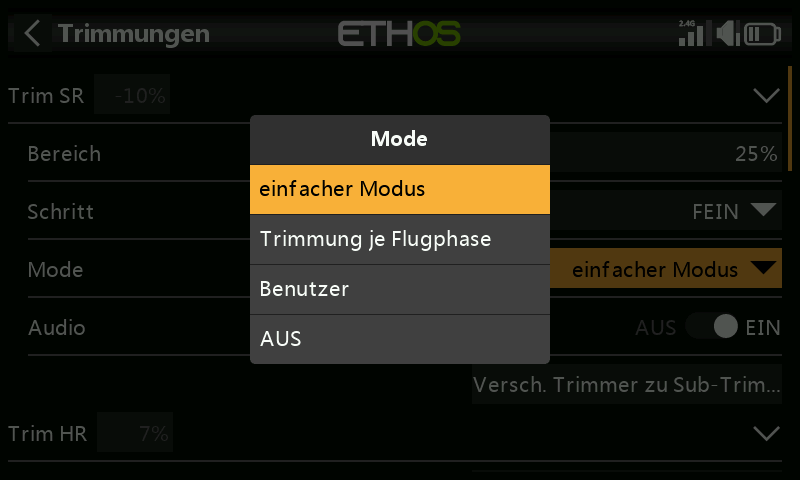 Trimmungen
ETHOS
2.4G
Trim SR -10%
Mode
Bereich 25%
einfacher Modus
Schritt FEIN
Trimmung je Flugphase
Mode einfacher Modus
Benutzer
Audio AUS EIN
AUS
Versch. Trimmer zu Sub-Trim...
Trim HR 7%